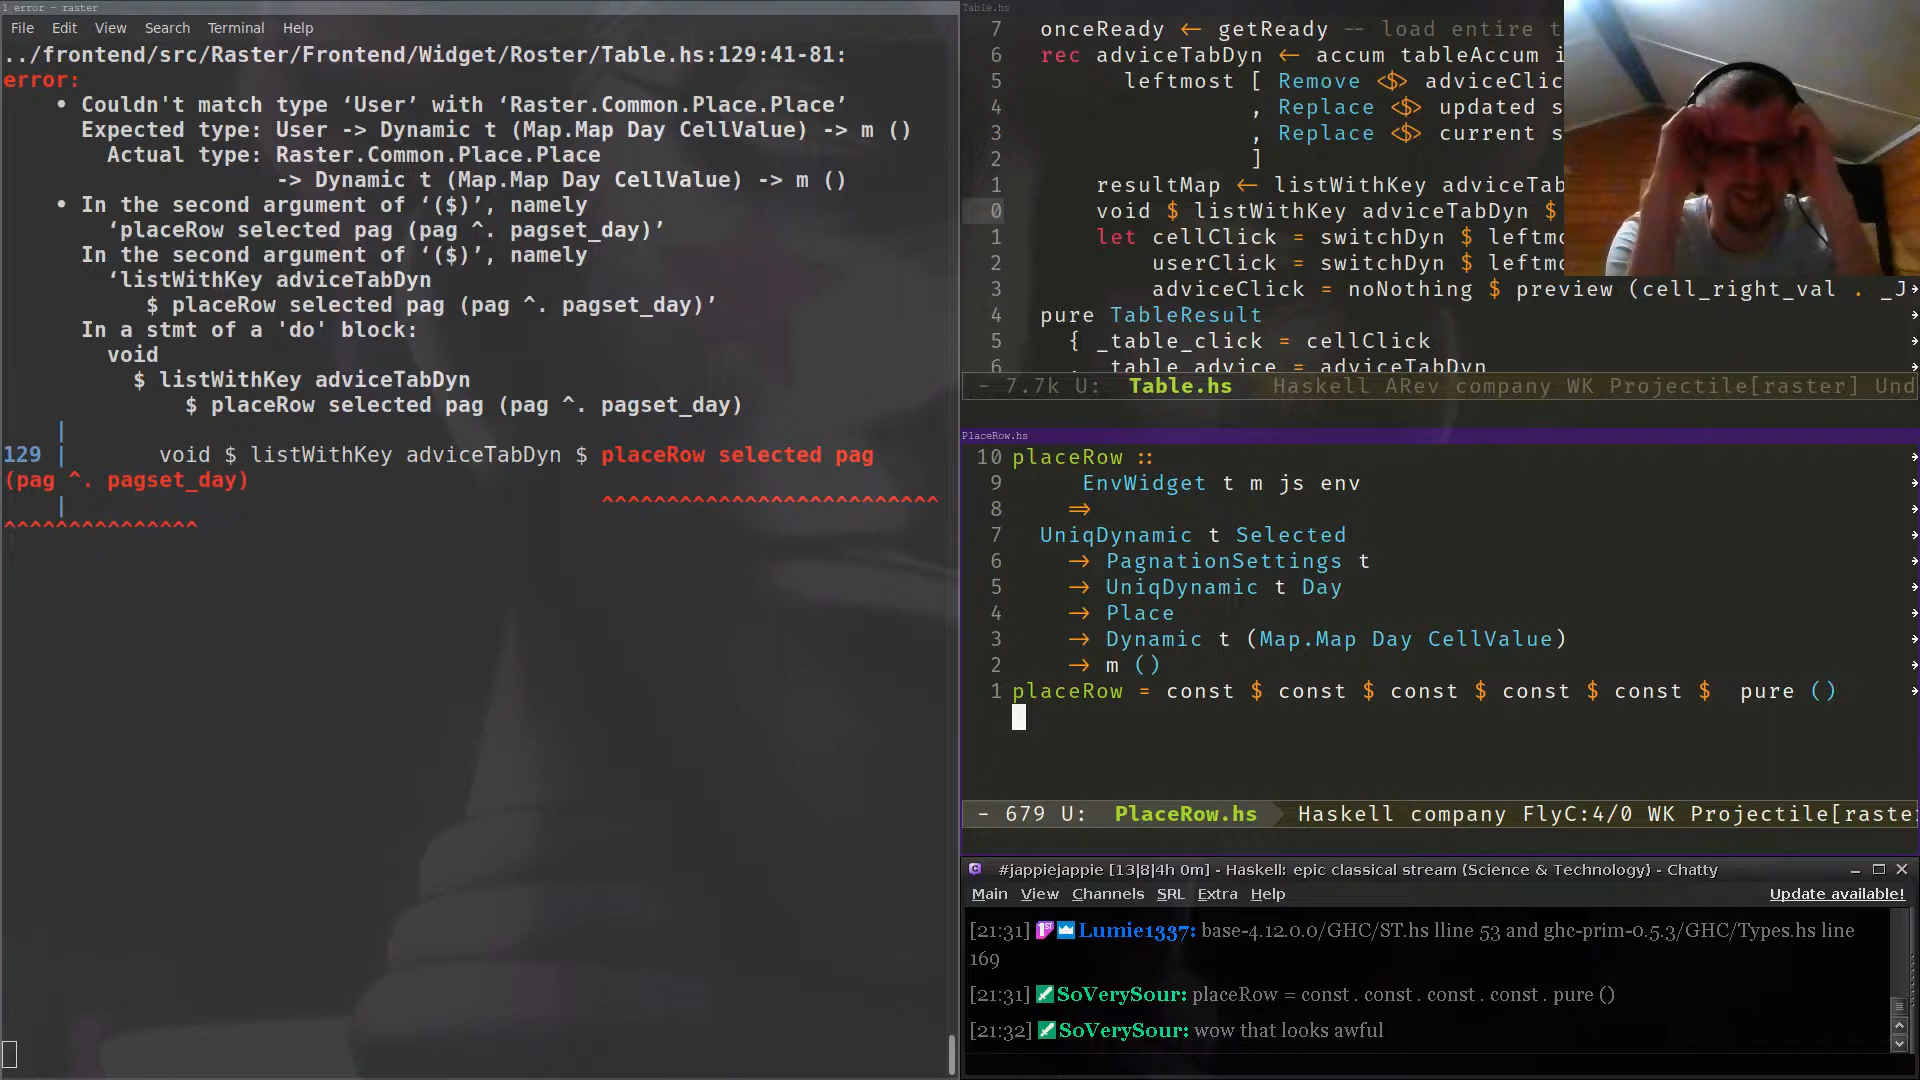 1 error - raster
File Edit View Search Terminal Help
../frontend/src/Raster/Frontend/Widget/Roster/Table.hs:129:41-81:
error:
• Couldn't match type ‘User’ with ‘Raster.Common.Place.Place’
Expected type: User -> Dynamic t (Map.Map Day CellValue) -> m ()
Actual type: Raster.Common.Place.Place
-> Dynamic t (Map.Map Day CellValue) -> m ()
• In the second argument of ‘($)’, namely
‘placeRow selected pag (pag ^. pagset_day)’
In the second argument of ‘($)’, namely
‘listWithKey adviceTabDyn
$ placeRow selected pag (pag ^. pagset_day)’
In a stmt of a 'do' block:
void
$ listWithKey adviceTabDyn
$ placeRow selected pag (pag ^. pagset_day)
|
129 | void $ listWithKey adviceTabDyn $ placeRow selected pag
(pag ^. pagset_day)
| ^^^^^^^^^^^^^^^^^^^^^^^^^^
^^^^^^^^^^^^^^^
Table.hs
7 onceReady ← getReady -- load entire t
6 rec adviceTabDyn ← accum tableAccum i
5 leftmost [ Remove <$> adviceClic
4 , Replace <$> updated s
3 , Replace <$> current s
2 ]
1 resultMap ← listWithKey adviceTab
0 void $ listWithKey adviceTabDyn $
1 let cellClick = switchDyn $ leftmo
2 userClick = switchDyn $ leftmo
3 adviceClick = noNothing $ preview (cell_right_val . _J
4 pure TableResult
5 { _table_click = cellClick
6 , _table_advice = adviceTabDyn
- 7.7k U: Table.hs Haskell ARev company WK Projectile[raster] Und
PlaceRow.hs
10 placeRow ::
9 EnvWidget t m js env
8 ⇒
7 UniqDynamic t Selected
6 → PagnationSettings t
5 → UniqDynamic t Day
4 → Place
3 → Dynamic t (Map.Map Day CellValue)
2 → m ()
1 placeRow = const $ const $ const $ const $ const $ pure ()
- 679 U: PlaceRow.hs Haskell company FlyC:4/0 WK Projectile[raste
#jappiejappie [13|8|4h 0m] - Haskell: epic classical stream (Science & Technology) - Chatty
Main View Channels SRL Extra Help Update available!
[21:31] 1ST Lumie1337: base-4.12.0.0/GHC/ST.hs lline 53 and ghc-prim-0.5.3/GHC/Types.hs line
169
[21:31] SoVerySour: placeRow = const . const . const . const . pure ()
[21:32] SoVerySour: wow that looks awful